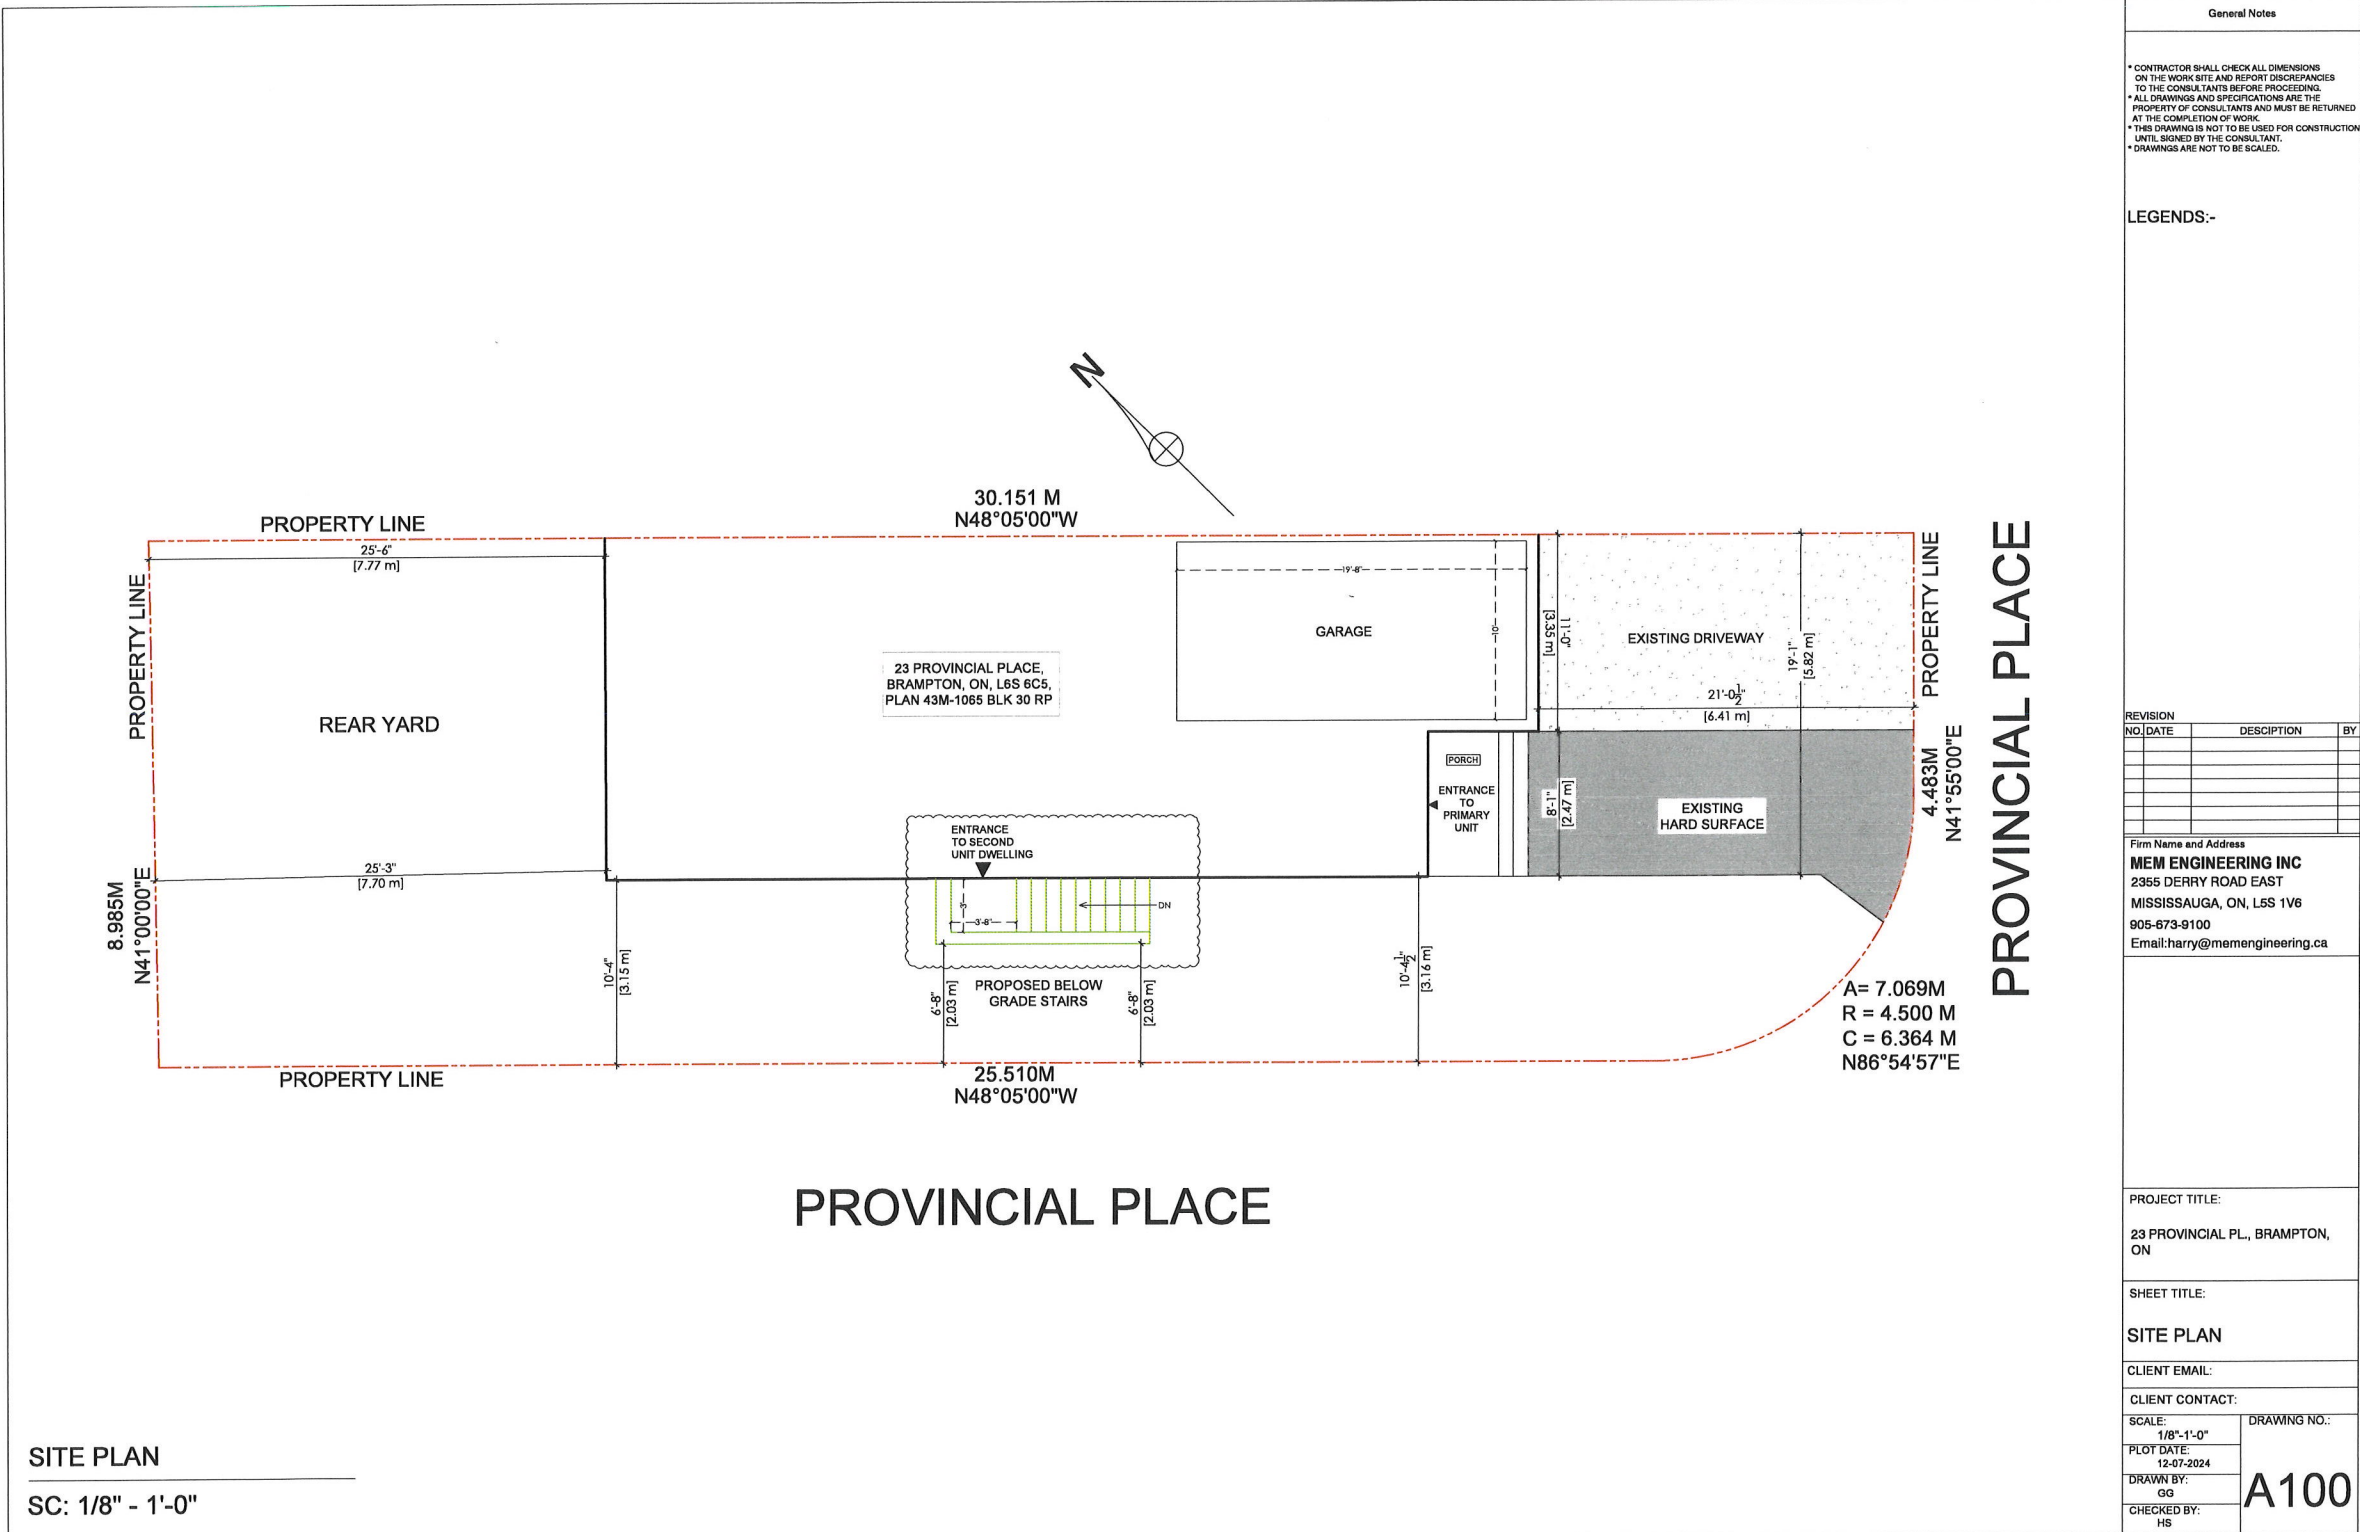 General Notes
* CONTRACTOR SHALL CHECK ALL DIMENSIONS
ON THE WORK SITE AND REPORT DISCREPANCIES
TO THE CONSULTANTS BEFORE PROCEEDING.
* ALL DRAWINGS AND SPECIFICATIONS ARE THE
PROPERTY OF CONSULTANTS AND MUST BE RETURNED
AT THE COMPLETION OF WORK.
* THIS DRAWING IS NOT TO BE USED FOR CONSTRUCTION
UNTIL SIGNED BY THE CONSULTANT.
* DRAWINGS ARE NOT TO BE SCALED.
LEGENDS:-
N
30.151 M
N48°05'00"W
PROPERTY LINE
25'-6"
[7.77 m]
PROPERTY LINE
REAR YARD
25'-3"
[7.70 m]
8.985M
N41°00'00"E
23 PROVINCIAL PLACE,
BRAMPTON, ON, L6S 6C5,
PLAN 43M-1065 BLK 30 RP
19'-8"
10'
GARAGE
11'-0"
[3.35 m]
EXISTING DRIVEWAY
19'-1"
[5.82 m]
21'-0 1/2"
[6.41 m]
PROPERTY LINE
4.483M
N41°55'00"E
PROVINCIAL PLACE
PORCH
ENTRANCE
TO
PRIMARY
UNIT
8'-1"
[2.47 m]
EXISTING
HARD SURFACE
ENTRANCE
TO SECOND
UNIT DWELLING
3'
3'-8"
DN
10'-4"
[3.15 m]
6'-8"
[2.03 m]
PROPOSED BELOW
GRADE STAIRS
6'-8"
[2.03 m]
10'-4 1/2"
[3.16 m]
A= 7.069M
R = 4.500 M
C = 6.364 M
N86°54'57"E
PROPERTY LINE
25.510M
N48°05'00"W
PROVINCIAL PLACE
SITE PLAN
SC: 1/8" - 1'-0"
REVISION
NO. DATE DESCIPTION BY
Firm Name and Address
MEM ENGINEERING INC
2355 DERRY ROAD EAST
MISSISSAUGA, ON, L5S 1V6
905-673-9100
Email:harry@memengineering.ca
PROJECT TITLE:
23 PROVINCIAL PL., BRAMPTON,
ON
SHEET TITLE:
SITE PLAN
CLIENT EMAIL:
CLIENT CONTACT:
SCALE:
1/8"-1'-0"
PLOT DATE:
12-07-2024
DRAWN BY:
GG
CHECKED BY:
HS
DRAWING NO.:
A100